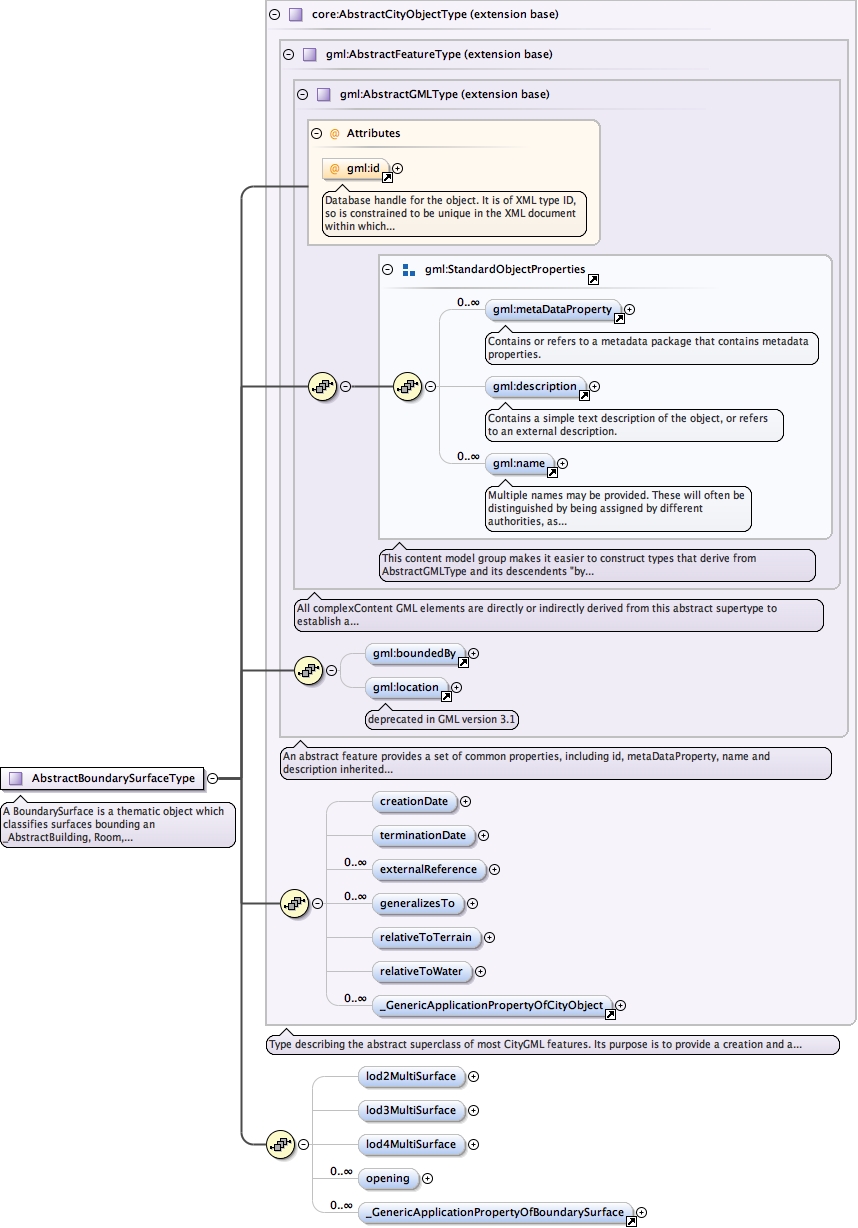 core:AbstractCityObjectType (extension base)
gml:AbstractFeatureType (extension base)
gml:AbstractGMLType (extension base)
@ Attributes
@ gml:id
Database handle for the object. It is of XML type ID,
so is constrained to be unique in the XML document
within which...
gml:StandardObjectProperties
0..∞
gml:metaDataProperty
Contains or refers to a metadata package that contains metadata
properties.
gml:description
Contains a simple text description of the object, or refers
to an external description.
0..∞
gml:name
Multiple names may be provided. These will often be
distinguished by being assigned by different
authorities, as...
This content model group makes it easier to construct types that derive from
AbstractGMLType and its descendents "by...
All complexContent GML elements are directly or indirectly derived from this abstract supertype to
establish a...
gml:boundedBy
gml:location
deprecated in GML version 3.1
An abstract feature provides a set of common properties, including id, metaDataProperty, name and
description inherited...
AbstractBoundarySurfaceType
A BoundarySurface is a thematic object which
classifies surfaces bounding an
_AbstractBuilding, Room,...
creationDate
terminationDate
0..∞
externalReference
0..∞
generalizesTo
relativeToTerrain
relativeToWater
0..∞
_GenericApplicationPropertyOfCityObject
Type describing the abstract superclass of most CityGML features. Its purpose is to provide a creation and a...
lod2MultiSurface
lod3MultiSurface
lod4MultiSurface
0..∞
opening
0..∞
_GenericApplicationPropertyOfBoundarySurface